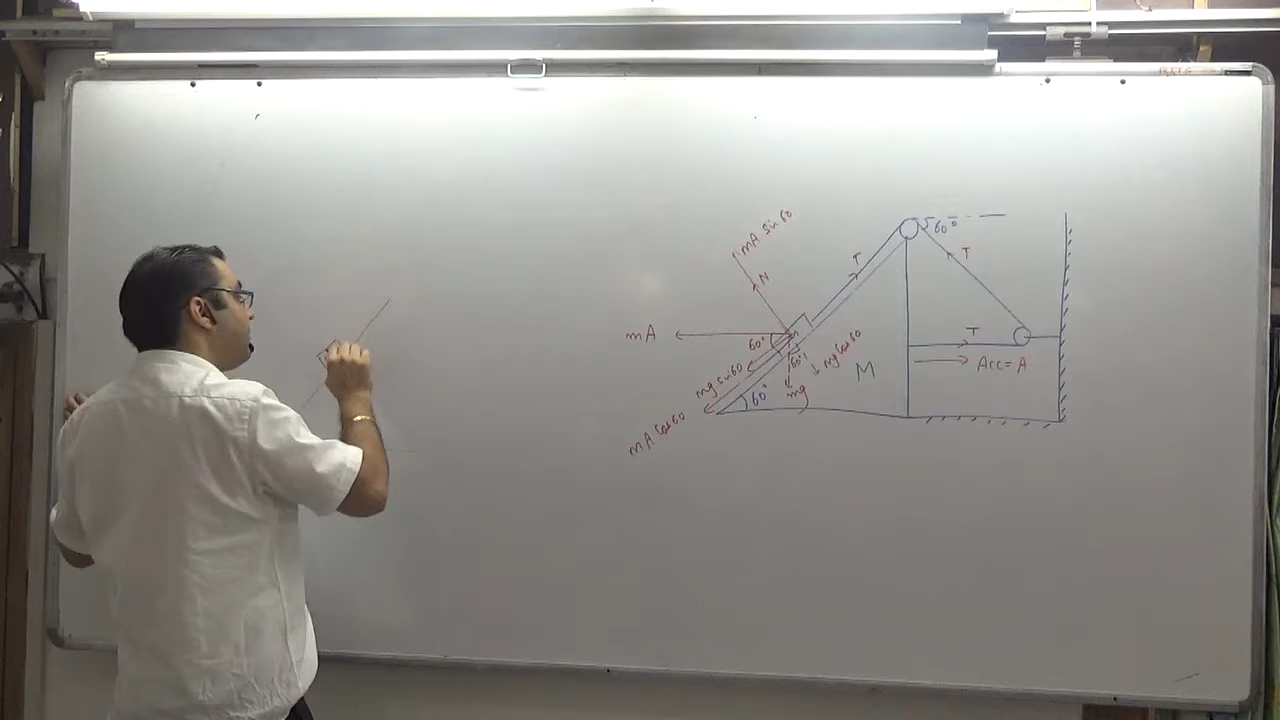 mA sin 60
60°
T
T
N
mA
60°
T
60°
mg cos 60
Acc = A
mg sin 60
M
mg
60°
mA cos 60